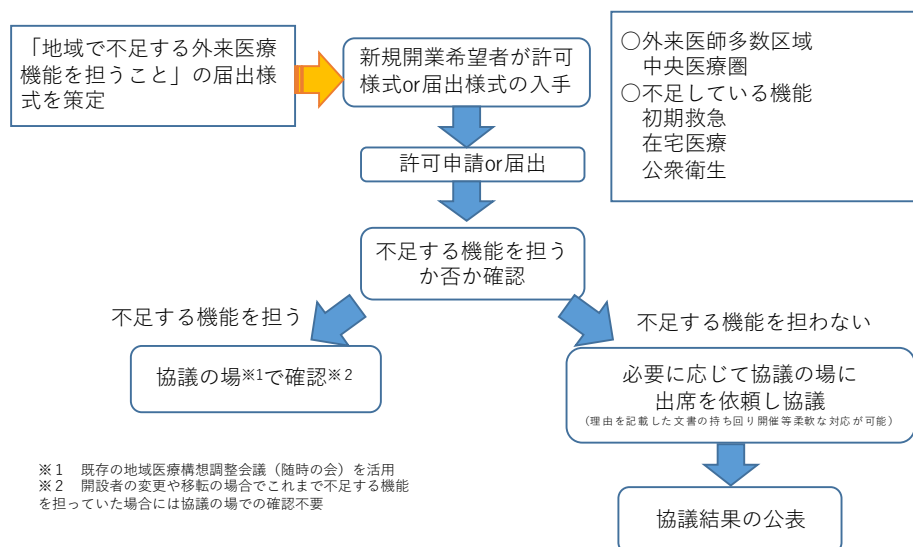 「地域で不足する外来医療
機能を担うこと」の届出様
式を策定
新規開業希望者が許可
様式or届出様式の入手
○外来医師多数区域
中央医療圏
○不足している機能
初期救急
在宅医療
公衆衛生
許可申請or届出
不足する機能を担う
か否か確認
不足する機能を担う
不足する機能を担わない
協議の場※1で確認※2
必要に応じて協議の場に
出席を依頼し協議
(理由を記載した文書の持ち回り開催等柔軟な対応が可能)
※１　既存の地域医療構想調整会議（随時の会）を活用
※２　開設者の変更や移転の場合でこれまで不足する機能
を担っていた場合には協議の場での確認不要
協議結果の公表